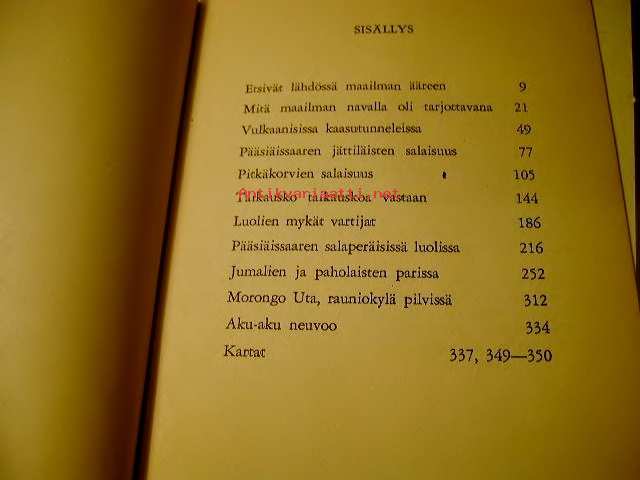 SISÄLLYS
Etsivät lähdössä maailman ääreen 9
Mitä maailman navalla oli tarjottavana 21
Vulkaanisissa kaasutunneleissa 49
Pääsiäissaaren jättiläisten salaisuus 77
Pitkäkorvien salaisuus 105
Antikvariaatti.net
Taikausko taikauskoa vastaan 144
Luolien mykät vartijat 186
Pääsiäissaaren salaperäisissä luolissa 216
Jumalien ja paholaisten parissa 252
Morongo Uta, rauniokylä pilvissä 312
Aku-aku neuvoo 334
Kartat 337, 349—350